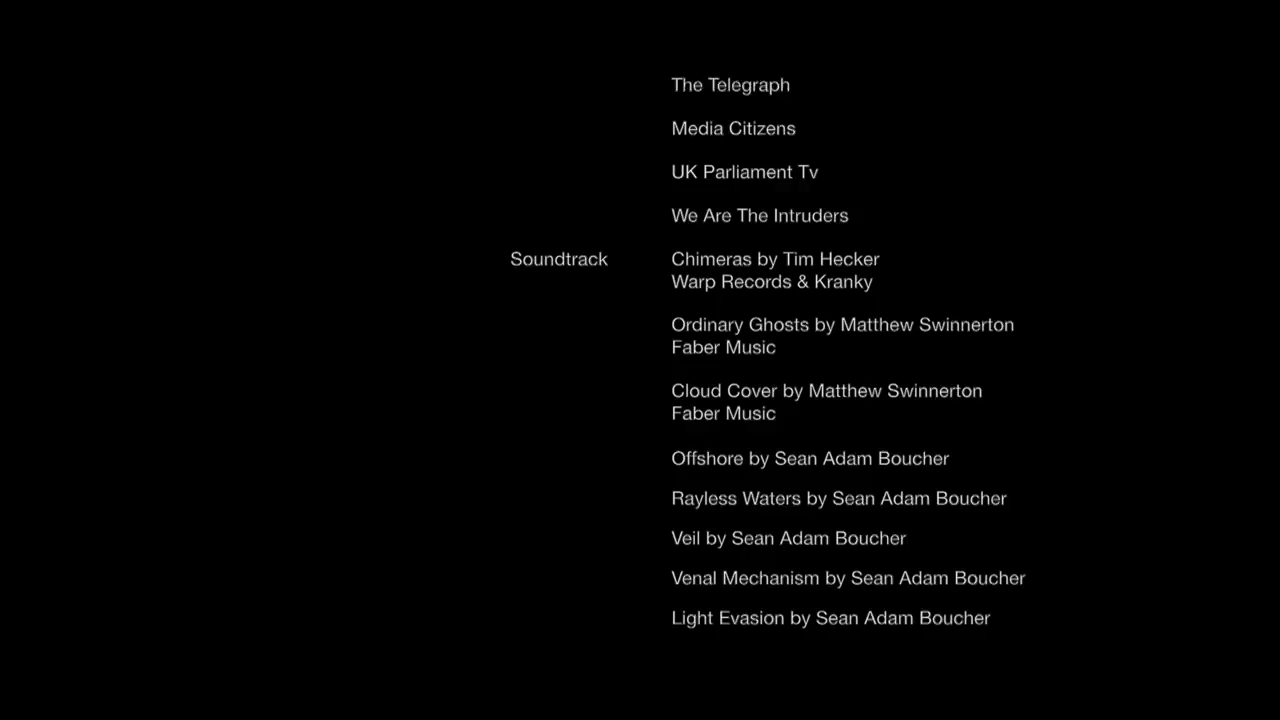 The Telegraph
Media Citizens
UK Parliament Tv
We Are The Intruders
Soundtrack
Chimeras by Tim Hecker
Warp Records & Kranky
Ordinary Ghosts by Matthew Swinnerton
Faber Music
Cloud Cover by Matthew Swinnerton
Faber Music
Offshore by Sean Adam Boucher
Rayless Waters by Sean Adam Boucher
Veil by Sean Adam Boucher
Venal Mechanism by Sean Adam Boucher
Light Evasion by Sean Adam Boucher